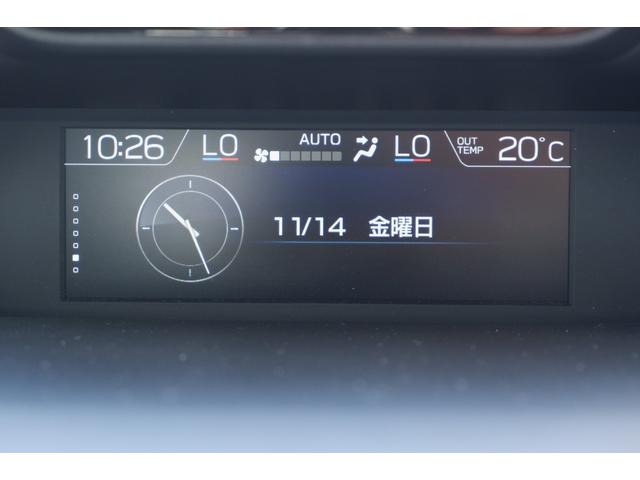 10:26 LO AUTO LO OUT TEMP 20°C
11/14 金曜日